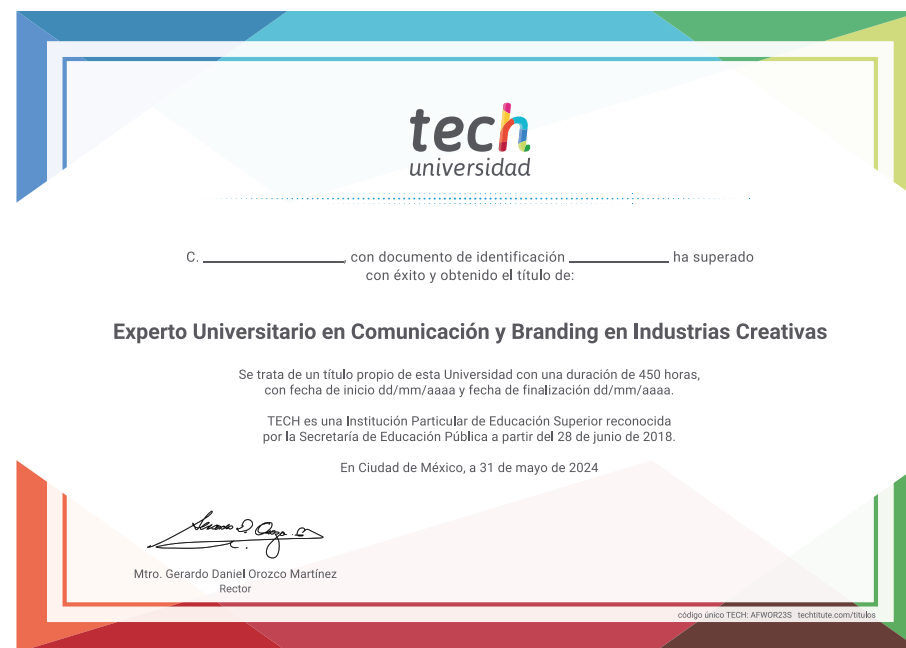 tech
universidad
C. ____________, con documento de identificación ____________ ha superado
con éxito y obtenido el título de:
Experto Universitario en Comunicación y Branding en Industrias Creativas
Se trata de un título propio de esta Universidad con una duración de 450 horas,
con fecha de inicio dd/mm/aaaa y fecha de finalización dd/mm/aaaa.
TECH es una Institución Particular de Educación Superior reconocida
por la Secretaría de Educación Pública a partir del 28 de junio de 2018.
En Ciudad de México, a 31 de mayo de 2024
Mtro. Gerardo Daniel Orozco Martínez
Rector
código único TECH: AFWOR23S techtitute.com/titulos